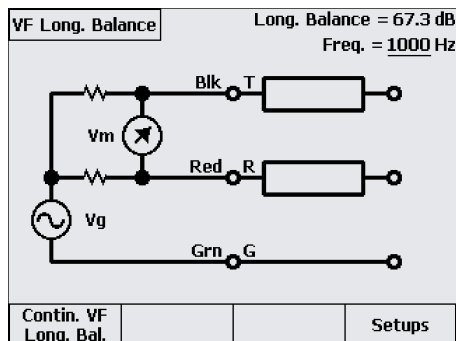 VF Long. Balance
Long. Balance = 67.3 dB
Freq. = 1000 Hz
Blk T
Vm
Red R
Vg
Grn G
Contin. VF
Long. Bal.
Setups